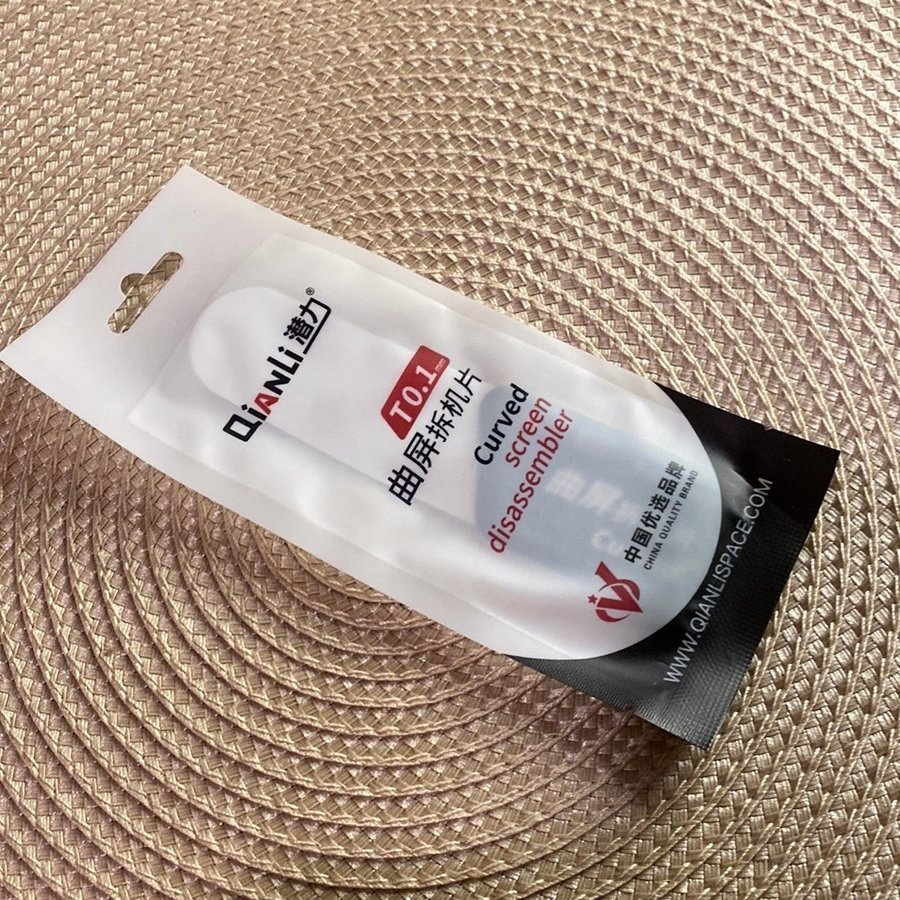 QiANLi 潜力®
T0.1mm
曲屏拆机片
Curved
screen
disassembler
中国优选品牌
CHINA QUALITY BRAND
WWW.QIANLISPACE.COM